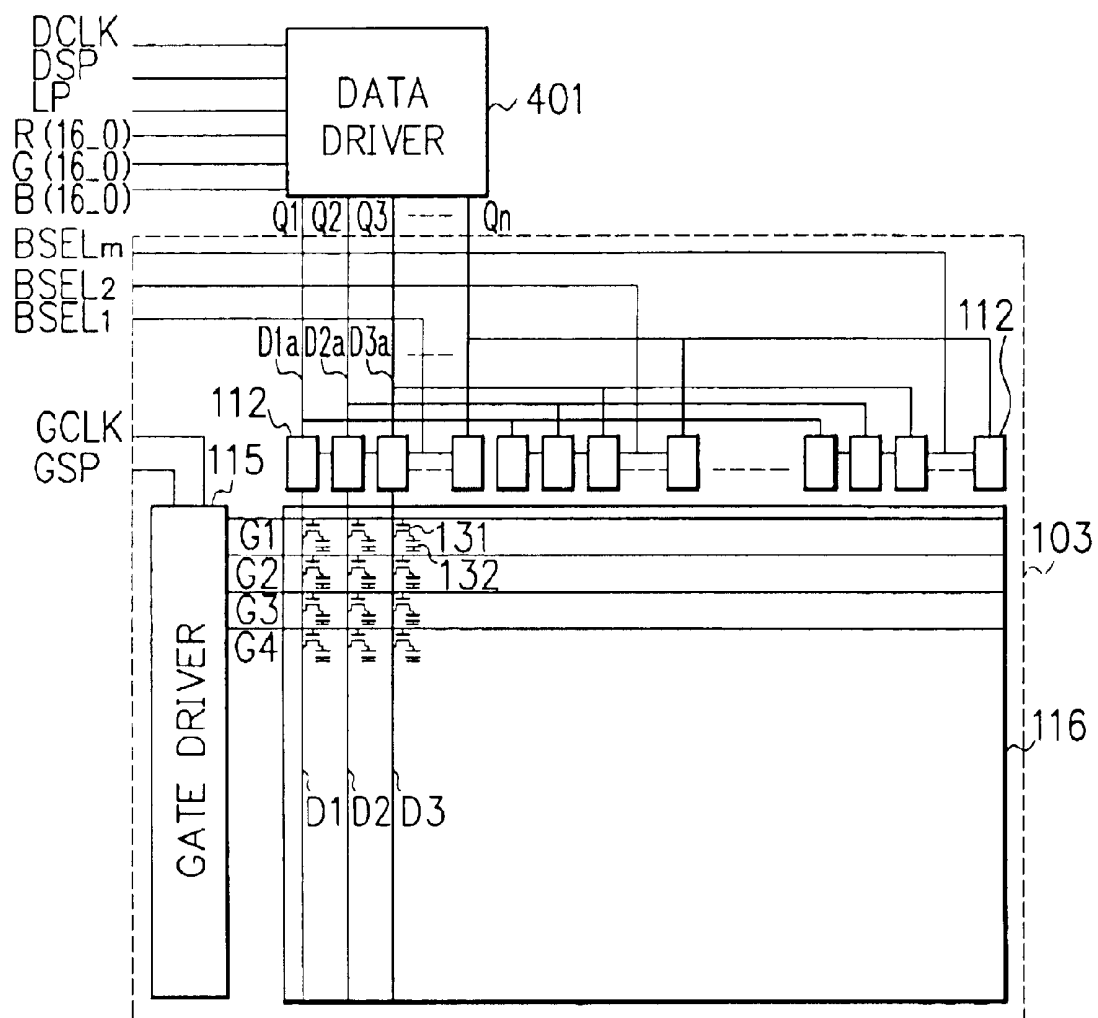 DCLK
DSP
LP
R(16_0)
G(16_0)
B(16_0)
DATA
DRIVER
401
Q1 Q2 Q3 Qn
BSELm
BSEL2
BSEL1
D1a D2a D3a
112
112
GCLK
GSP
115
G1
G2
G3
G4
131
132
103
116
GATE DRIVER
D1 D2 D3